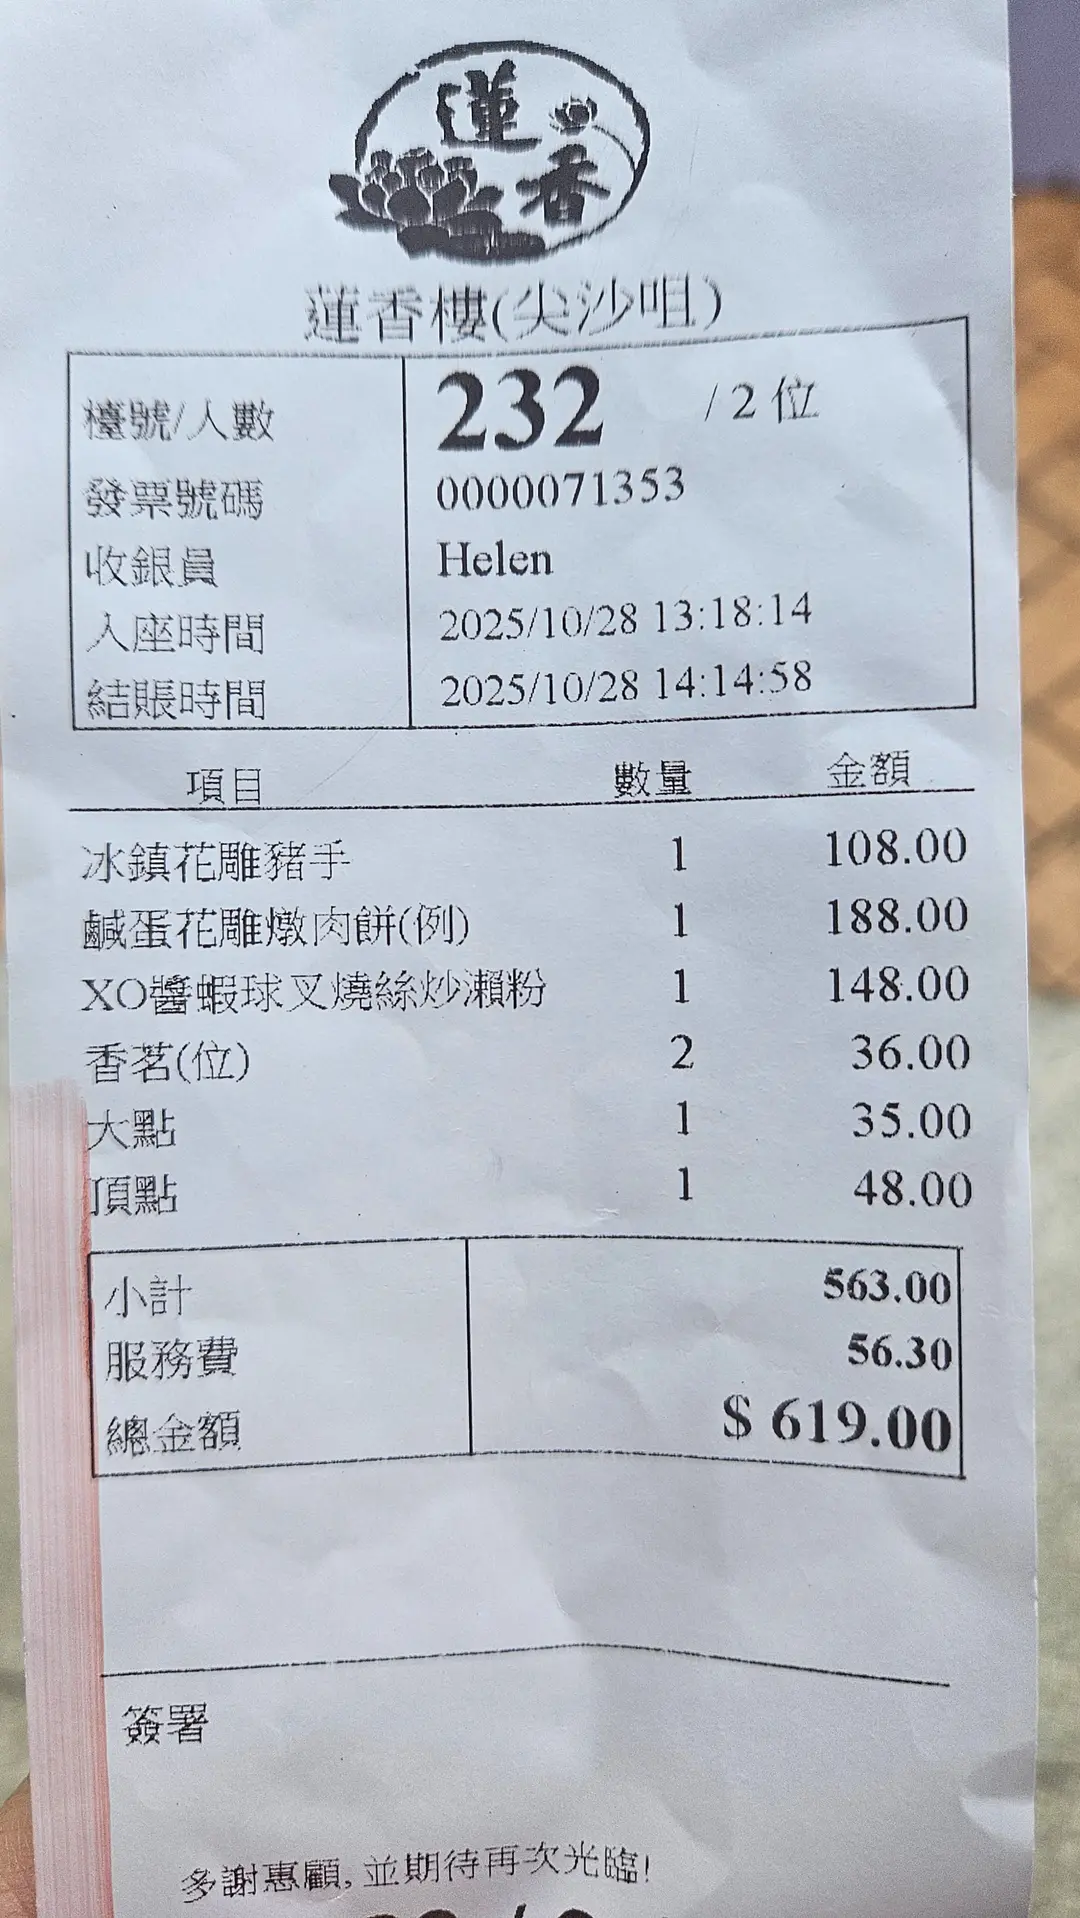 蓮香
蓮香樓(尖沙咀)
檯號/人數 232 /2 位
發票號碼 0000071353
收銀員 Helen
入座時間 2025/10/28 13:18:14
結賬時間 2025/10/28 14:14:58
項目 數量 金額
冰鎮花雕豬手 1 108.00
鹹蛋花雕燉肉餅(例) 1 188.00
XO醬蝦球叉燒絲炒瀨粉 1 148.00
香茗(位) 2 36.00
大點 1 35.00
頂點 1 48.00
小計 563.00
服務費 56.30
總金額 $ 619.00
簽署
多謝惠顧, 並期待再次光臨!